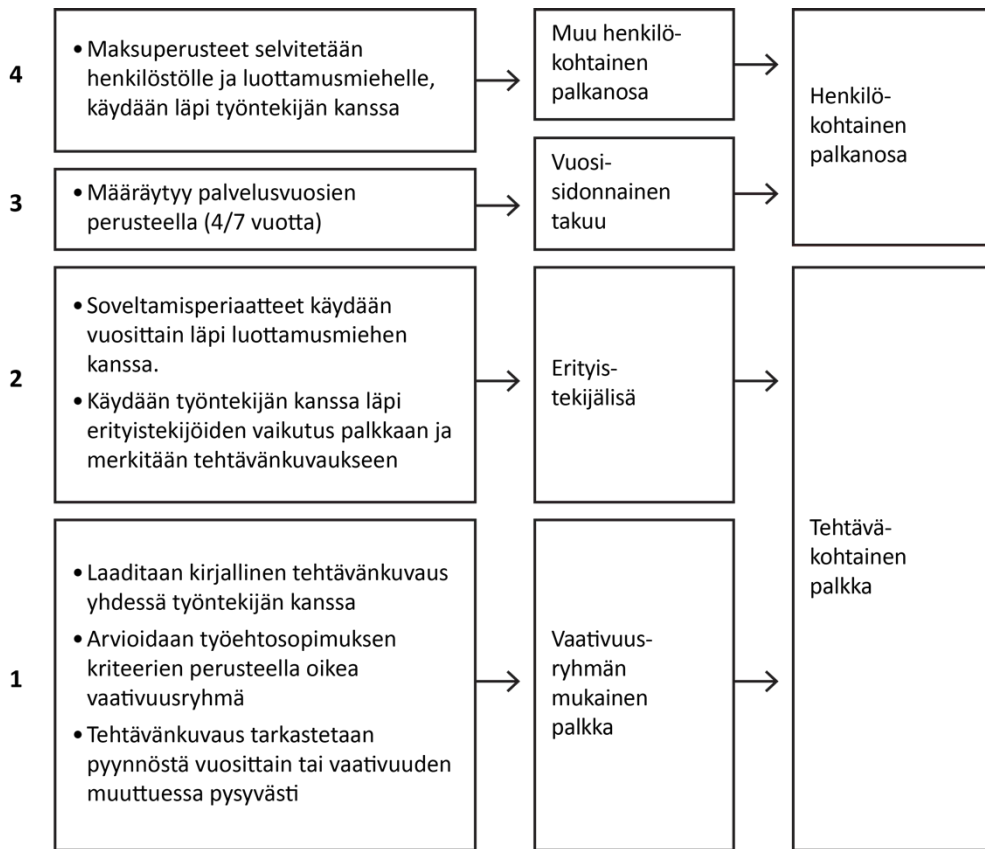 4
• Maksuperusteet selvitetään
henkilöstölle ja luottamusmiehelle,
käydään läpi työntekijän kanssa
Muu henkilö-
kohtainen
palkanosa
Henkilö-
kohtainen
palkanosa
3
• Määräytyy palvelusvuosien
perusteella (4/7 vuotta)
Vuosi-
sidonnainen
takuu
2
• Soveltamisperiaatteet käydään
vuosittain läpi luottamusmiehen
kanssa.
• Käydään työntekijän kanssa läpi
erityistekijöiden vaikutus palkkaan ja
merkitään tehtävänkuvaukseen
Erityis-
tekijälisä
Tehtävä-
kohtainen
palkka
1
• Laaditaan kirjallinen tehtävänkuvaus
yhdessä työntekijän kanssa
• Arvioidaan työehtosopimuksen
kriteerien perusteella oikea
vaativuusryhmä
• Tehtävänkuvaus tarkastetaan
pyynnöstä vuosittain tai vaativuuden
muuttuessa pysyvästi
Vaativuus-
ryhmän
mukainen
palkka